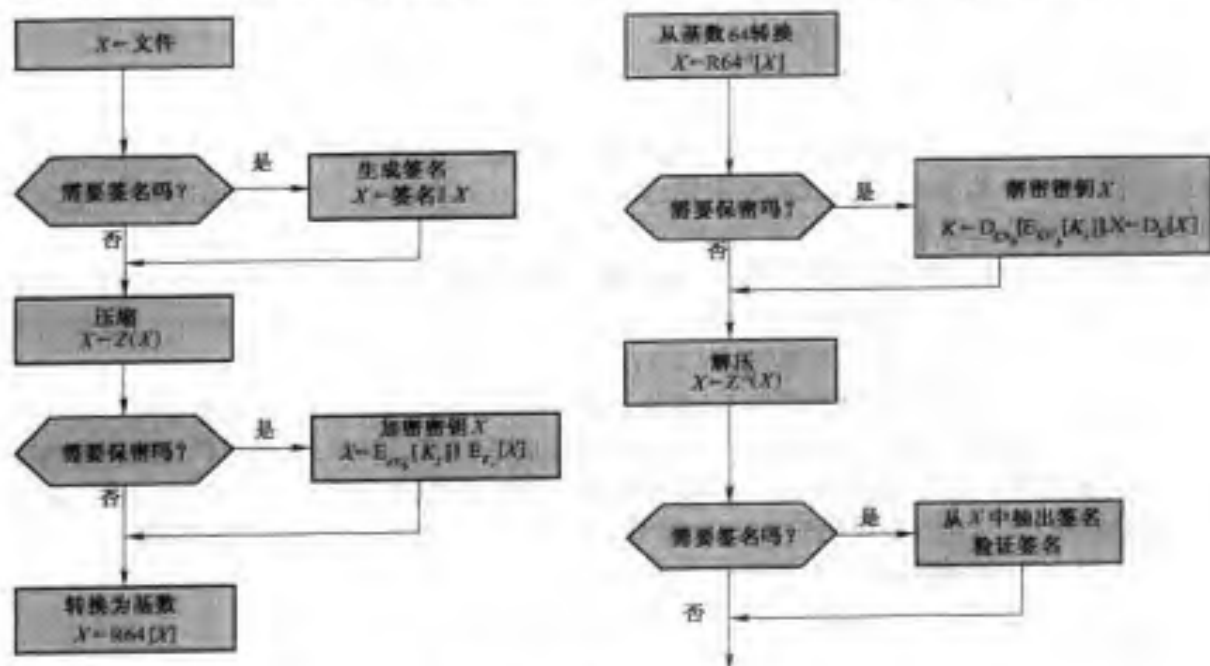 X←文件
需要签名吗？
是
生成签名
X←签名‖X
否
压缩
X←Z(X)
需要保密吗？
是
加密密钥X
否
转换为基数
X←R64[X]
从基数64转换
X←R64⁻¹[X]
需要保密吗？
是
解密密钥X
否
解压
X←Z⁻¹(X)
需要签名吗？
是
从X中抽出签名
验证签名
否